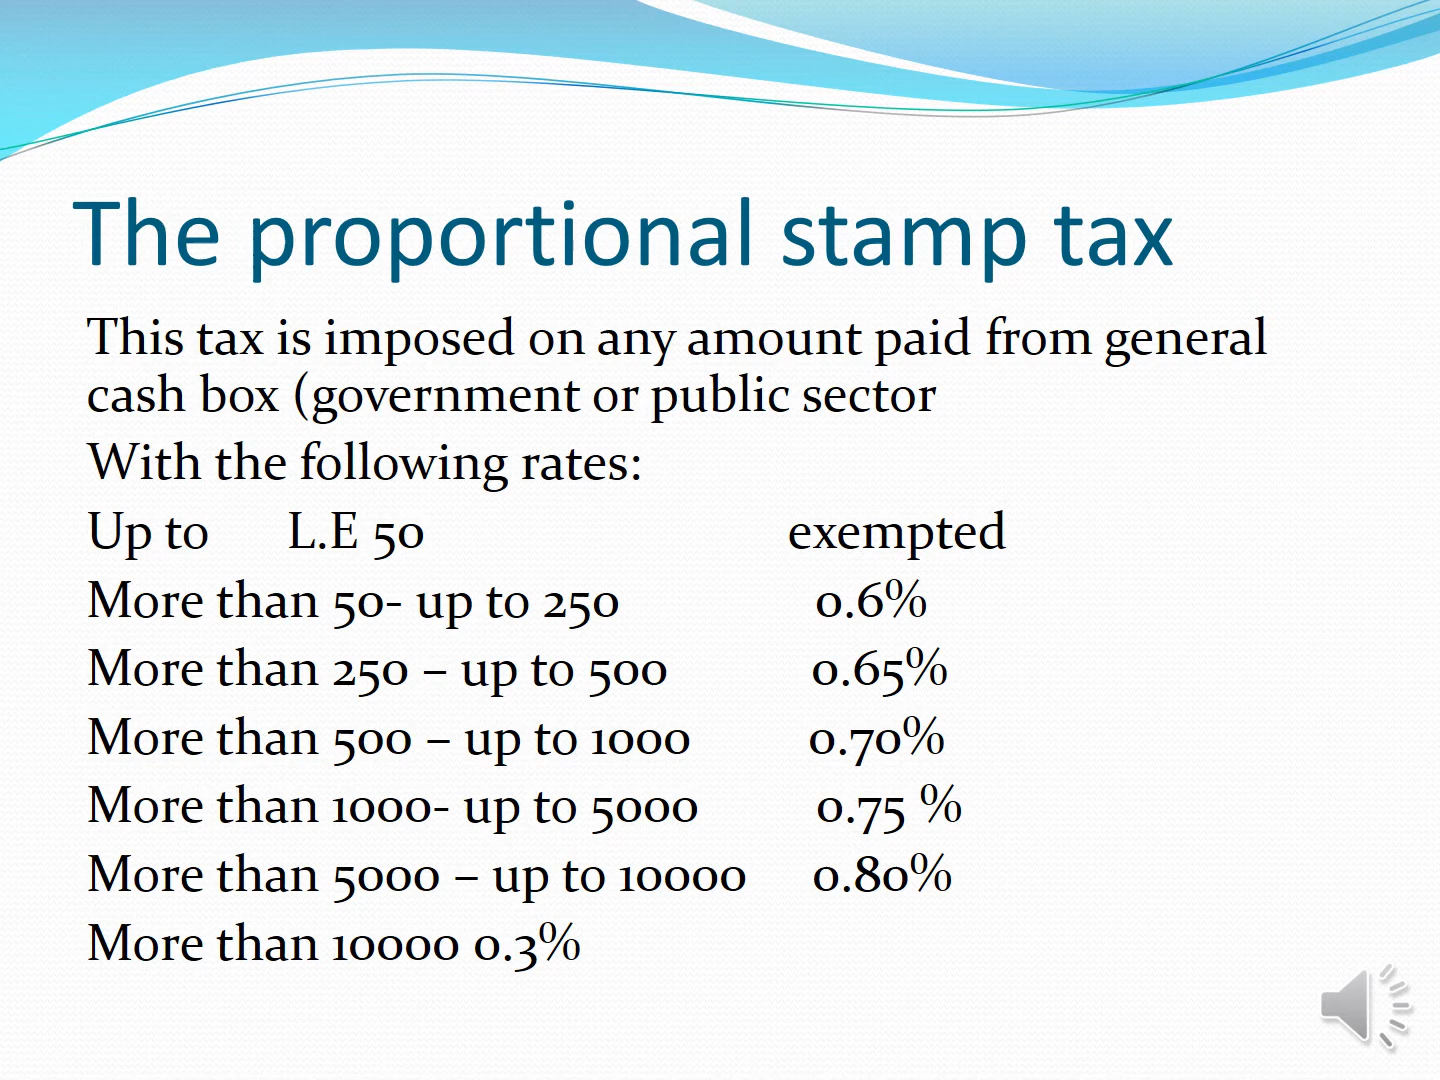 The proportional stamp tax
This tax is imposed on any amount paid from general
cash box (government or public sector
With the following rates:
Up to L.E 50 exempted
More than 50- up to 250 0.6%
More than 250 – up to 500 0.65%
More than 500 – up to 1000 0.70%
More than 1000- up to 5000 0.75 %
More than 5000 – up to 10000 0.80%
More than 10000 0.3%